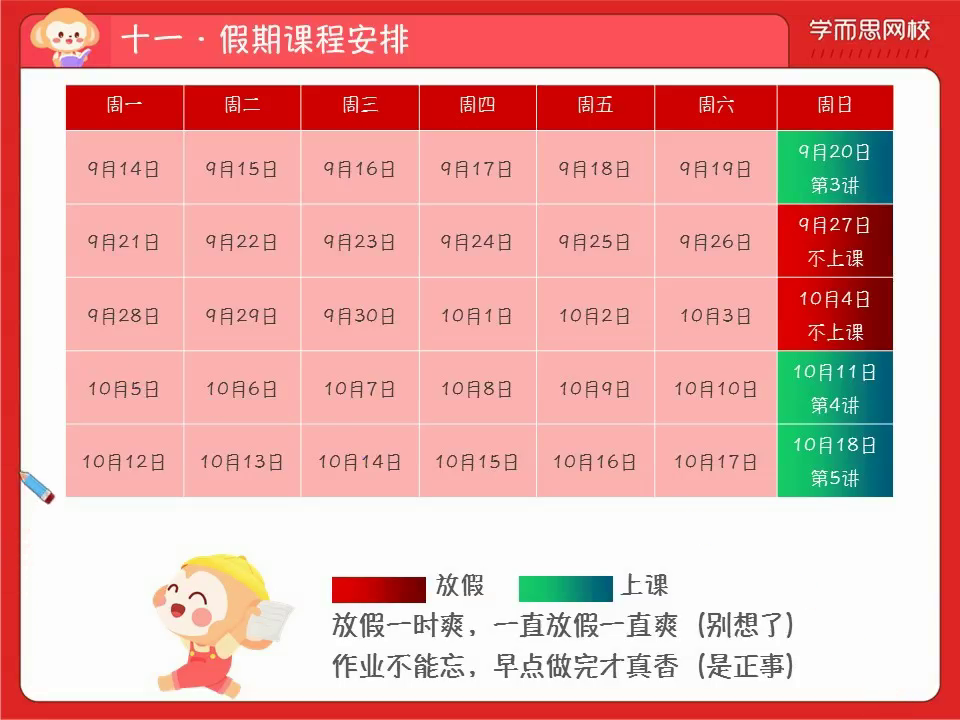 十一·假期课程安排
学而思网校
周一 周二 周三 周四 周五 周六 周日
9月14日 9月15日 9月16日 9月17日 9月18日 9月19日 9月20日 第3讲
9月21日 9月22日 9月23日 9月24日 9月25日 9月26日 9月27日 不上课
9月28日 9月29日 9月30日 10月1日 10月2日 10月3日 10月4日 不上课
10月5日 10月6日 10月7日 10月8日 10月9日 10月10日 10月11日 第4讲
10月12日 10月13日 10月14日 10月15日 10月16日 10月17日 10月18日 第5讲
放假 上课
放假一时爽，一直放假一直爽（别想了）
作业不能忘，早点做完才真香（是正事）